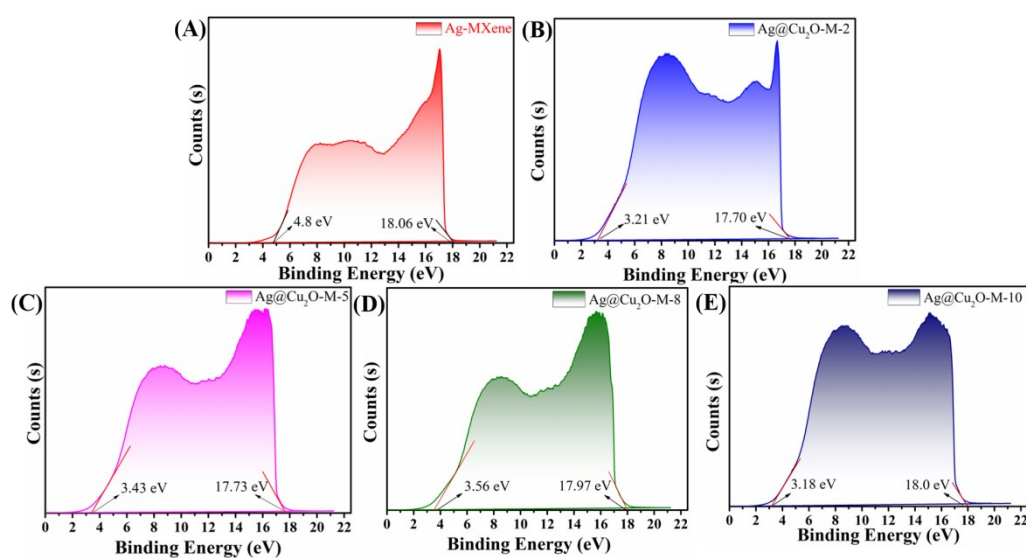 (A)
Ag-MXene
Counts (s)
4.8 eV
18.06 eV
0 2 4 6 8 10 12 14 16 18 20 22
Binding Energy (eV)
(B)
Ag@Cu₂O-M-2
Counts (s)
3.21 eV
17.70 eV
0 2 4 6 8 10 12 14 16 18 20 22
Binding Energy (eV)
(C)
Ag@Cu₂O-M-5
Counts (s)
3.43 eV
17.73 eV
0 2 4 6 8 10 12 14 16 18 20 22
Binding Energy (eV)
(D)
Ag@Cu₂O-M-8
Counts (s)
3.56 eV
17.97 eV
0 2 4 6 8 10 12 14 16 18 20 22
Binding Energy (eV)
(E)
Ag@Cu₂O-M-10
Counts (s)
3.18 eV
18.0 eV
0 2 4 6 8 10 12 14 16 18 20 22
Binding Energy (eV)